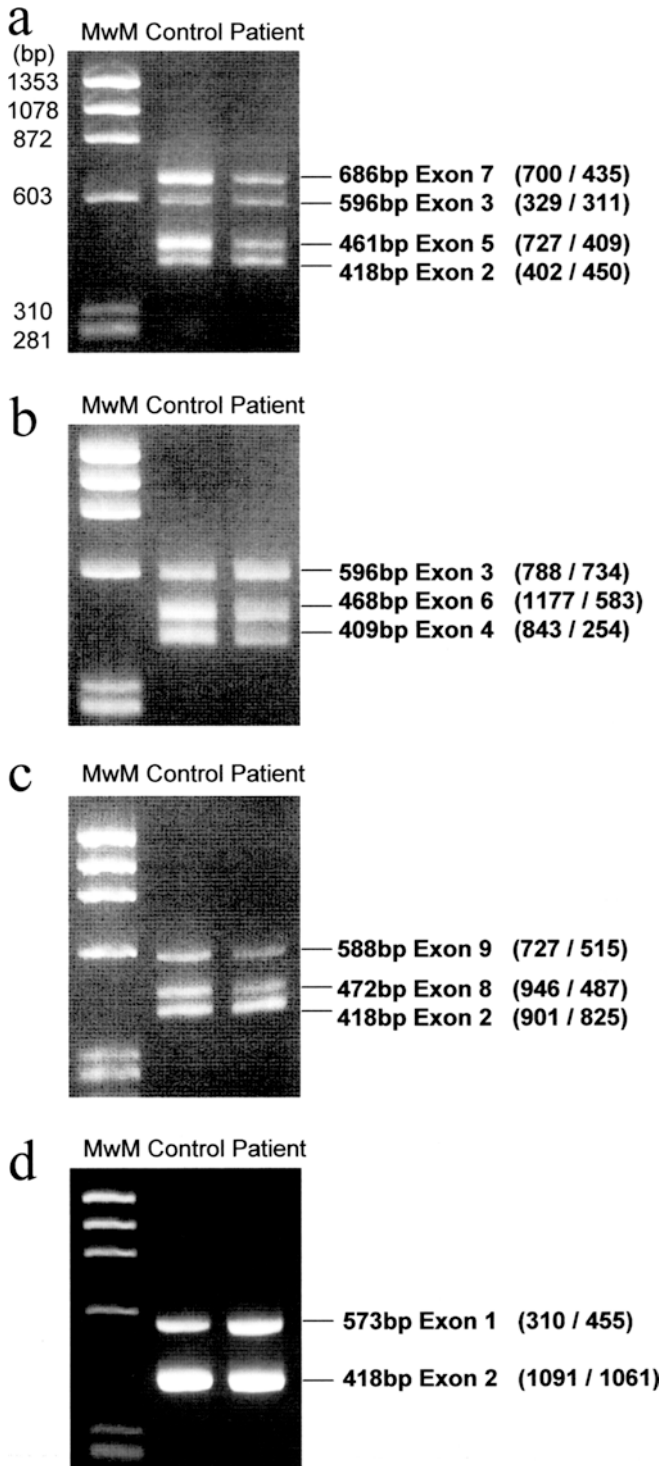 a
MwM Control Patient
(bp)
1353
1078
872
603
310
281
686bp Exon 7 (700 / 435)
596bp Exon 3 (329 / 311)
461bp Exon 5 (727 / 409)
418bp Exon 2 (402 / 450)
b
MwM Control Patient
596bp Exon 3 (788 / 734)
468bp Exon 6 (1177 / 583)
409bp Exon 4 (843 / 254)
c
MwM Control Patient
588bp Exon 9 (727 / 515)
472bp Exon 8 (946 / 487)
418bp Exon 2 (901 / 825)
d
MwM Control Patient
573bp Exon 1 (310 / 455)
418bp Exon 2 (1091 / 1061)